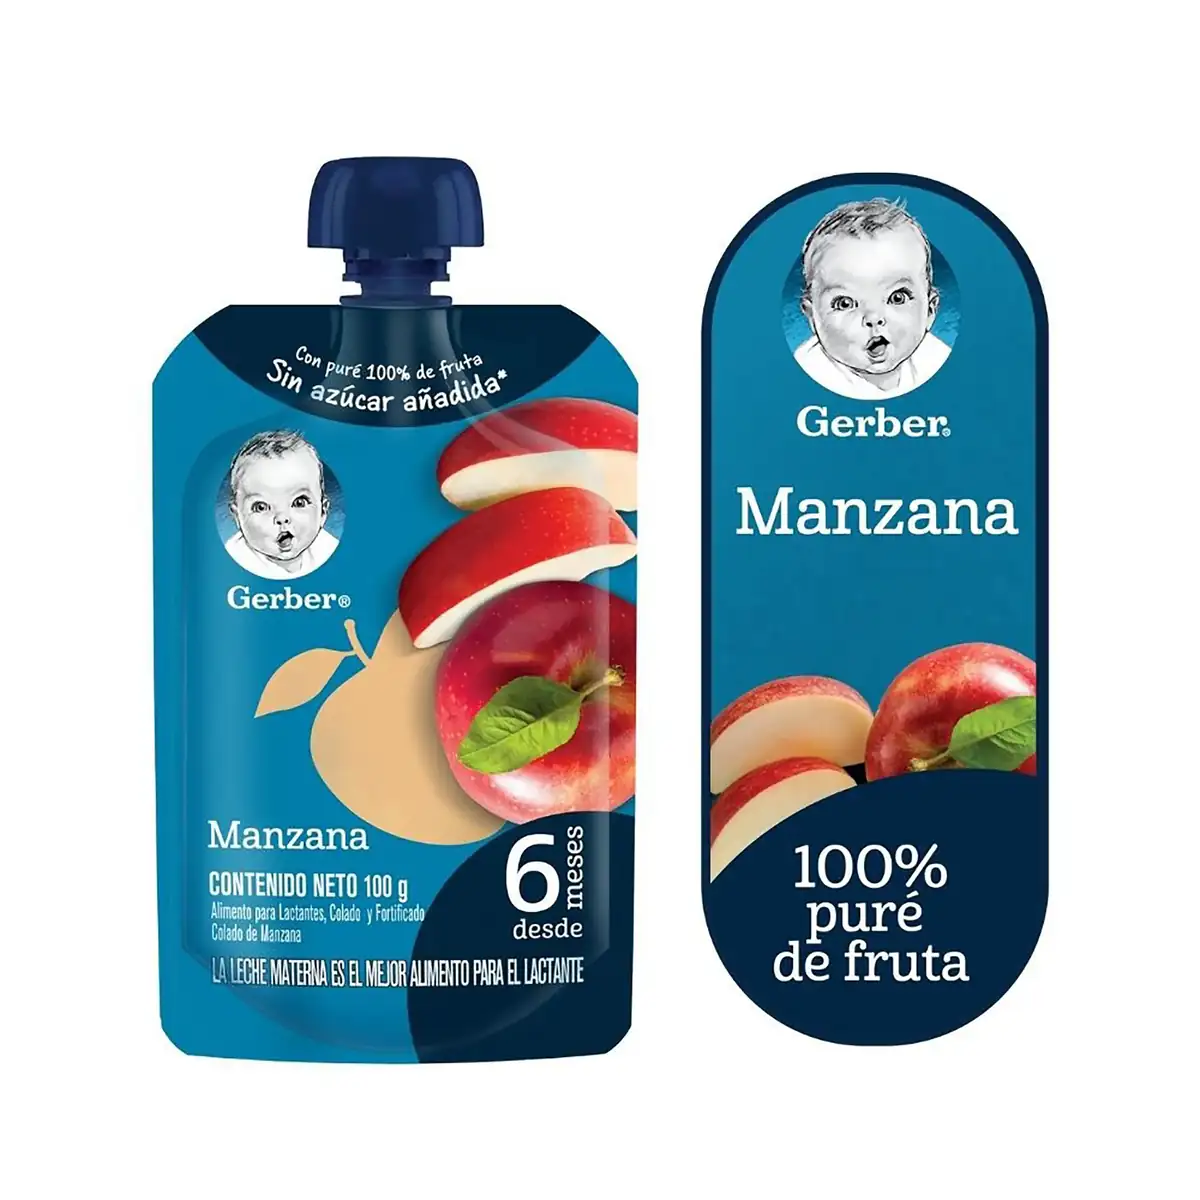 Con puré 100% de fruta
Sin azúcar añadida*
Gerber®
Manzana
CONTENIDO NETO 100 g
Alimento para Lactantes, Colado y Fortificado
Colado de Manzana
6 meses
desde
LA LECHE MATERNA ES EL MEJOR ALIMENTO PARA EL LACTANTE
Gerber®
Manzana
100%
puré
de fruta